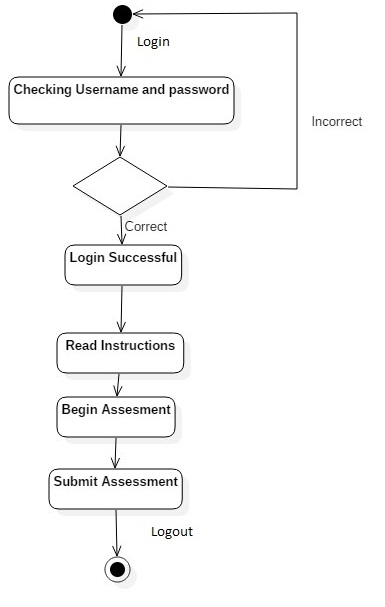 Login
Checking Username and password
Incorrect
Correct
Login Successful
Read Instructions
Begin Assesment
Submit Assessment
Logout